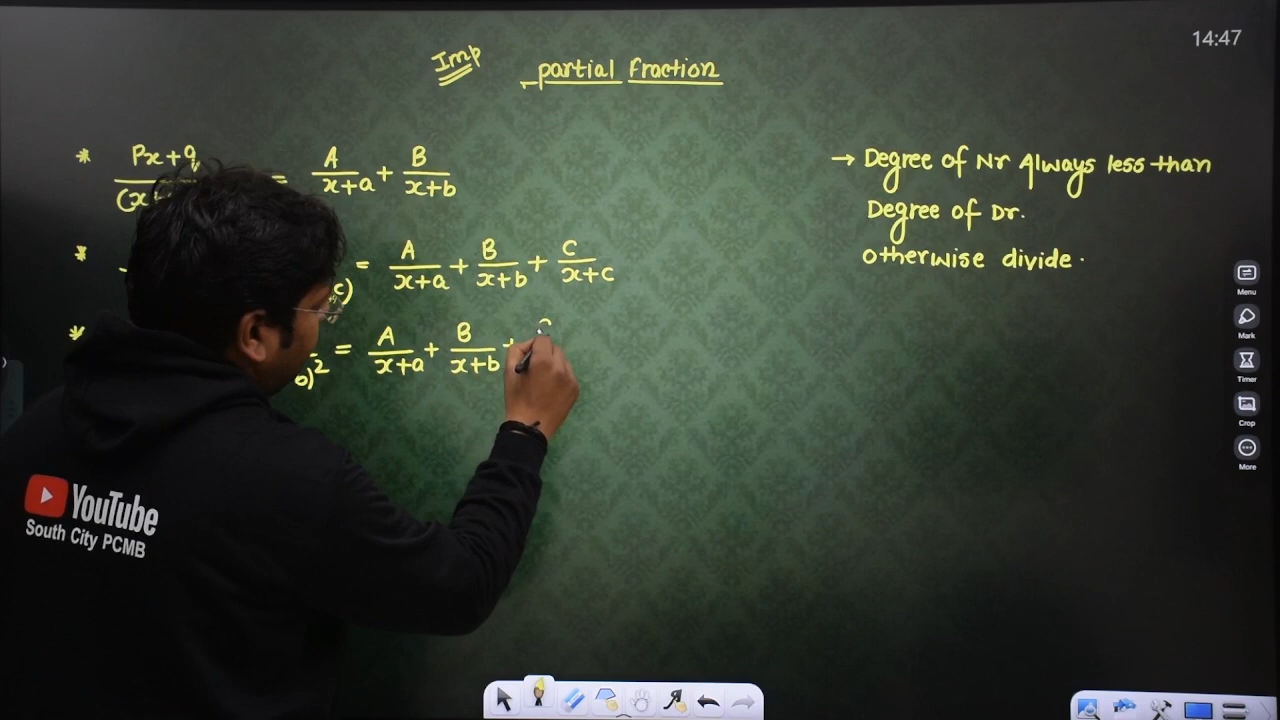 14:47
Imp partial fraction
* Px+q = A/x+a + B/x+b
* c) = A/x+a + B/x+b + C/x+c
* )² = A/x+a + B/x+b +
→ Degree of Nr Always less than
Degree of Dr.
otherwise divide.
Menu
Mark
Timer
Crop
More
YouTube
South City PCMB